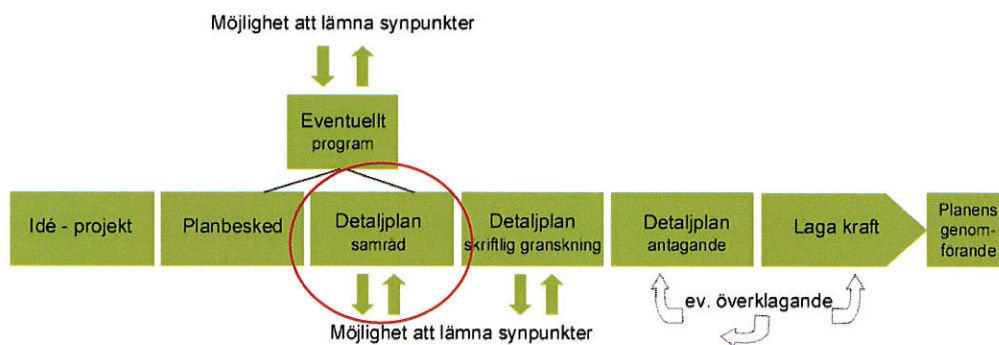 Möjlighet att lämna synpunkter
Eventuellt
program
Idé - projekt
Planbesked
Detaljplan
samråd
Detaljplan
skriftlig granskning
Detaljplan
antagande
Laga kraft
Planens
genom-
förande
ev. överklagande
Möjlighet att lämna synpunkter